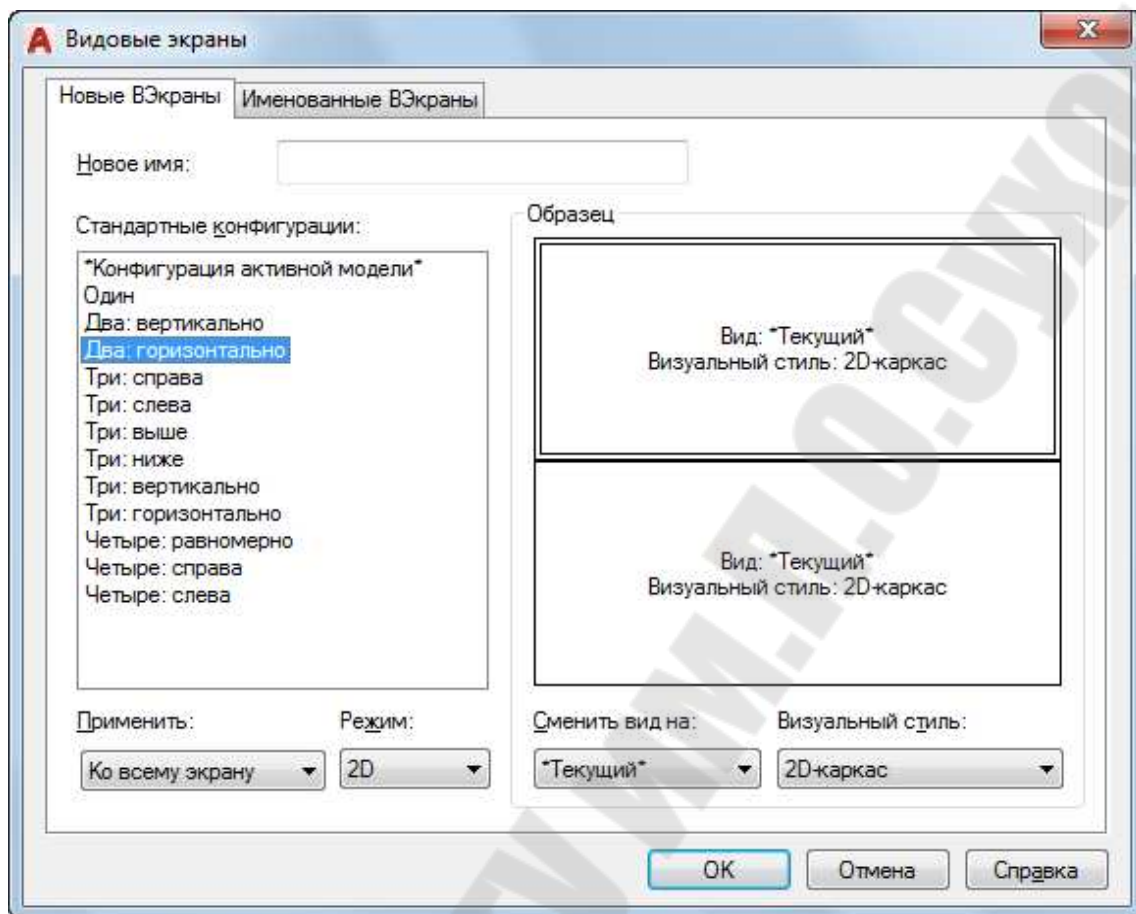 Видовые экраны
Новые ВЭкраны
Именованные ВЭкраны
Новое имя:
Стандартные конфигурации:
*Конфигурация активной модели*
Один
Два: вертикально
Два: горизонтально
Три: справа
Три: слева
Три: выше
Три: ниже
Три: вертикально
Три: горизонтально
Четыре: равномерно
Четыре: справа
Четыре: слева
Применить:
Режим:
Ко всему экрану
2D
Образец
Вид: *Текущий*
Визуальный стиль: 2D-каркас
Вид: *Текущий*
Визуальный стиль: 2D-каркас
Сменить вид на:
Визуальный стиль:
*Текущий*
2D-каркас
OK
Отмена
Справка